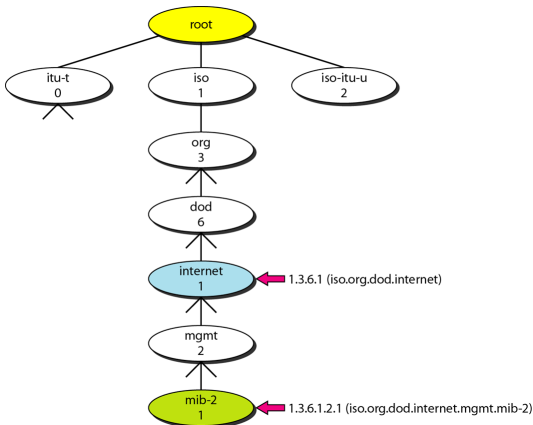 root
itu-t
0
iso
1
iso-itu-u
2
org
3
dod
6
internet
1
1.3.6.1 (iso.org.dod.internet)
mgmt
2
mib-2
1
1.3.6.1.2.1 (iso.org.dod.internet.mgmt.mib-2)